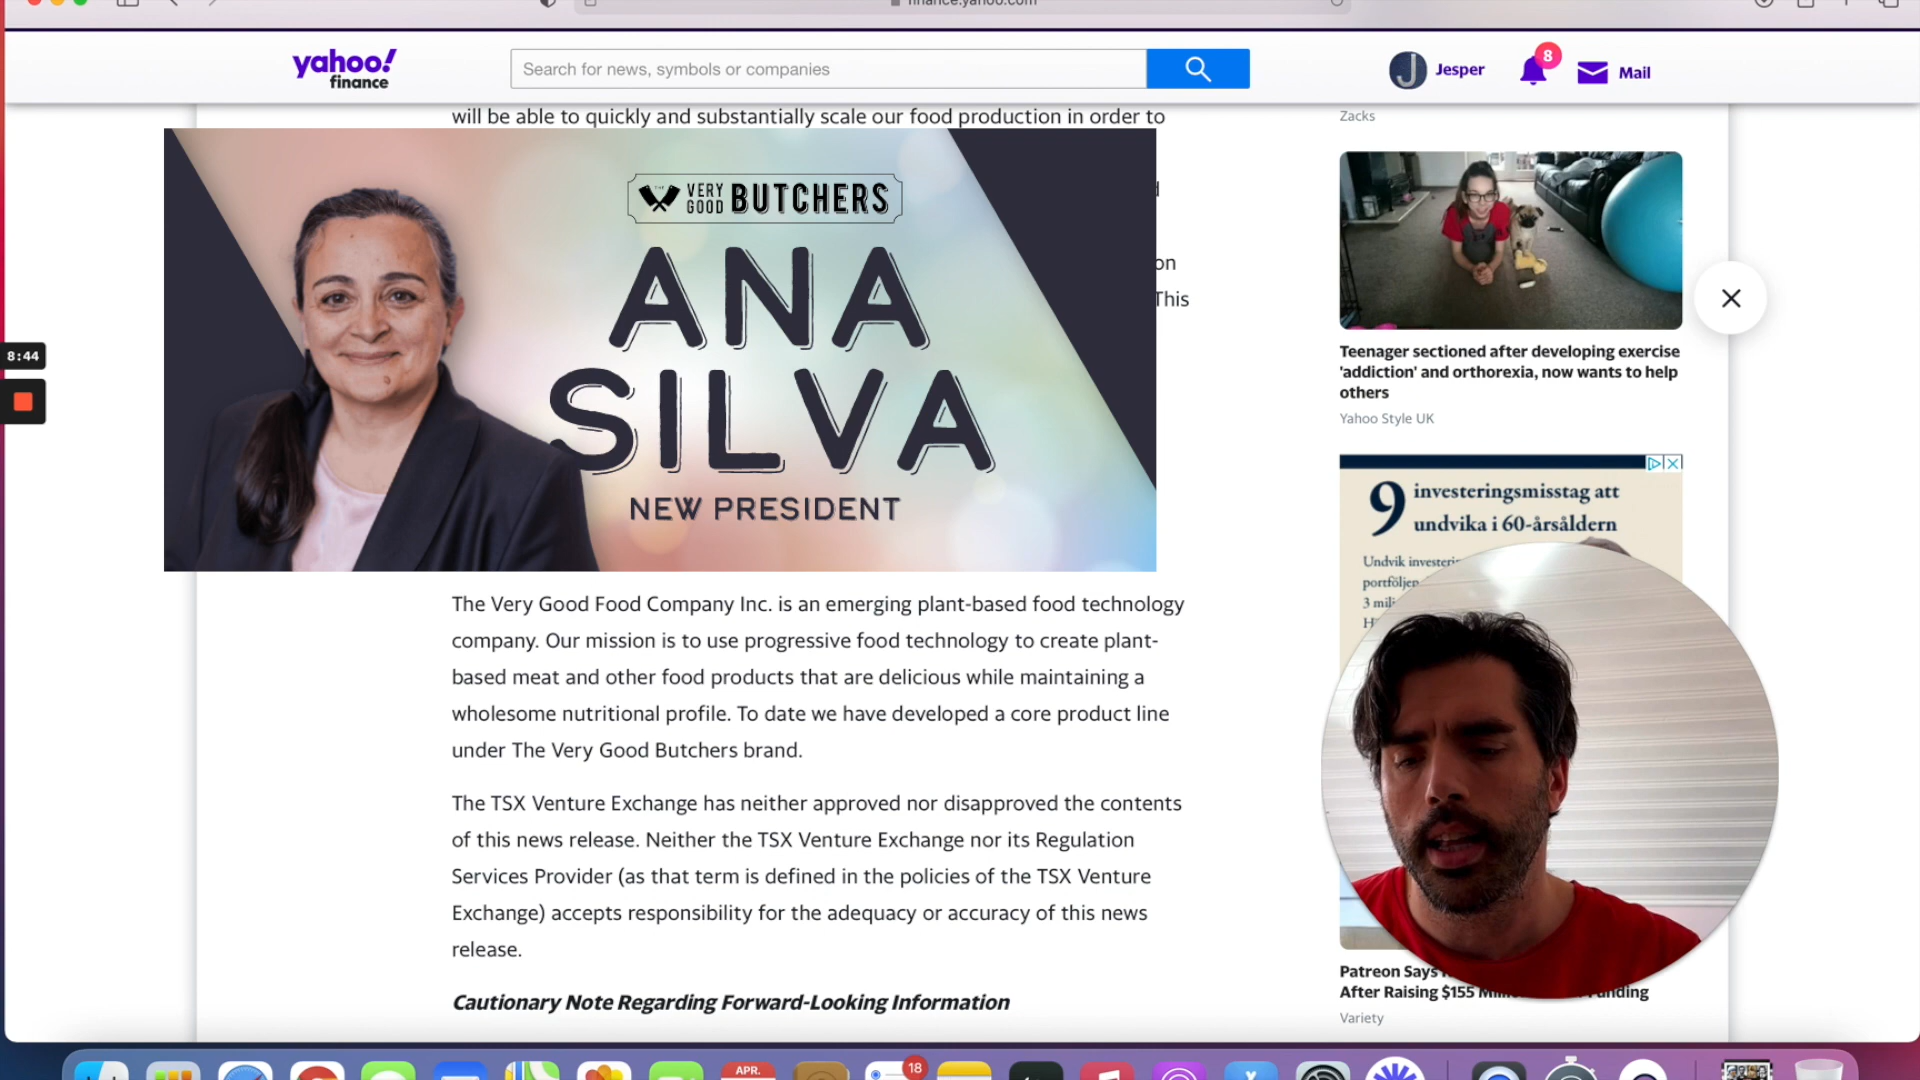 finance.yahoo.com
yahoo!
finance
Search for news, symbols or companies
J
Jesper
8
Mail
will be able to quickly and substantially scale our food production in order to
Zacks
THE
VERY GOOD BUTCHERS
ANA
SILVA
NEW PRESIDENT
on
This
8:44
Teenager sectioned after developing exercise
'addiction' and orthorexia, now wants to help
others
Yahoo Style UK
9 investeringsmisstag att
undvika i 60-årsåldern
Undvik
portföljen
3
The Very Good Food Company Inc. is an emerging plant-based food technology
company. Our mission is to use progressive food technology to create plant-
based meat and other food products that are delicious while maintaining a
wholesome nutritional profile. To date we have developed a core product line
under The Very Good Butchers brand.
The TSX Venture Exchange has neither approved nor disapproved the contents
of this news release. Neither the TSX Venture Exchange nor its Regulation
Services Provider (as that term is defined in the policies of the TSX Venture
Exchange) accepts responsibility for the adequacy or accuracy of this news
release.
Cautionary Note Regarding Forward-Looking Information
Patreon Says
After Raising $155
Variety
18
APR.